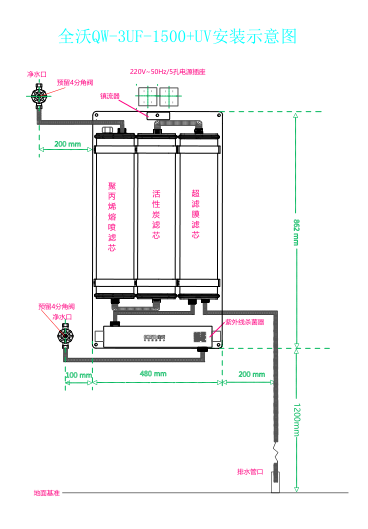 全沃QW-3UF-1500+UV安装示意图
净水口
220V~50Hz/5孔电源插座
预留4分角阀
镇流器
200 mm
聚丙烯熔喷滤芯
活性炭滤芯
超滤膜滤芯
862 mm
预留4分角阀
净水口
紫外线杀菌器
100 mm
480 mm
200 mm
1200mm
排水管口
地面基准